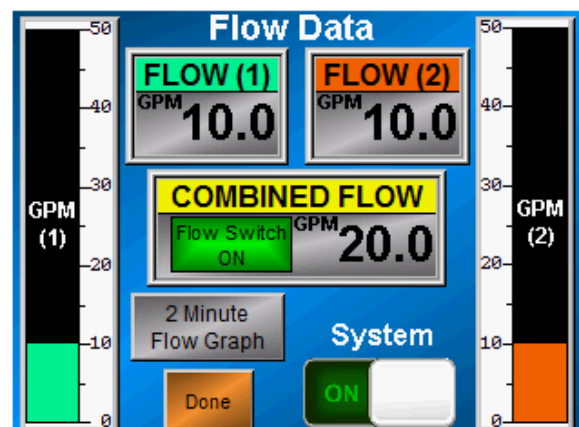 Flow Data
50
40
30
20
10
0
GPM
(1)
FLOW (1)
GPM
10.0
FLOW (2)
GPM
10.0
COMBINED FLOW
Flow Switch
ON
GPM
20.0
2 Minute
Flow Graph
Done
System
ON
50
40
30
20
10
0
GPM
(2)